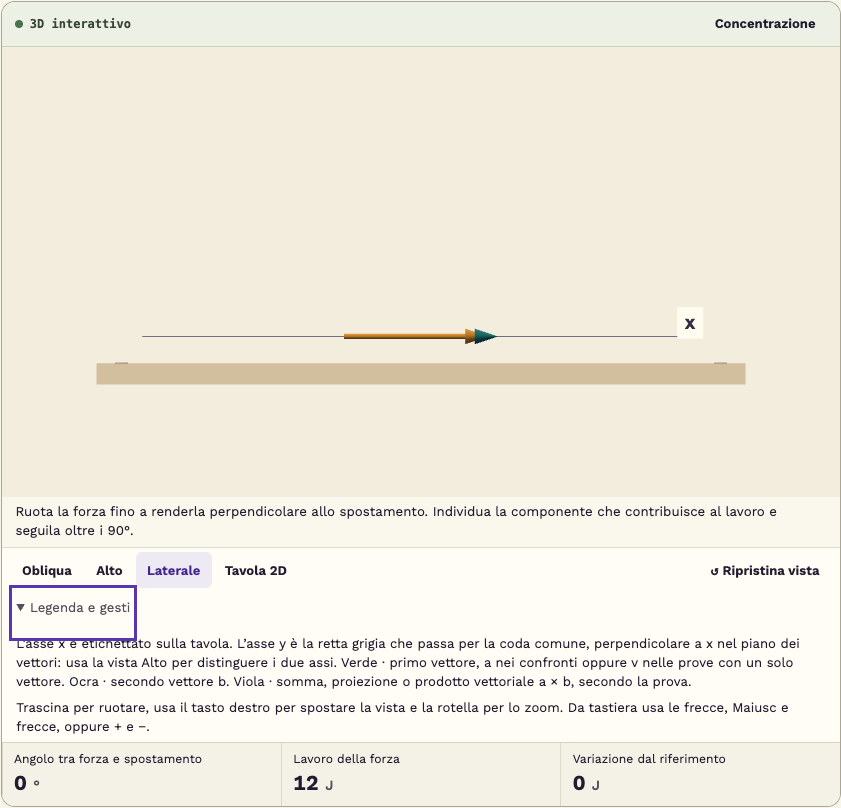 3D interattivo
Concentrazione
x
Ruota la forza fino a renderla perpendicolare allo spostamento. Individua la componente che contribuisce al lavoro e
seguila oltre i 90°.
Obliqua Alto Laterale Tavola 2D ↺ Ripristina vista
▼ Legenda e gesti
L’asse x è etichettato sulla tavola. L’asse y è la retta grigia che passa per la coda comune, perpendicolare a x nel piano dei
vettori: usa la vista Alto per distinguere i due assi. Verde · primo vettore, a nei confronti oppure v nelle prove con un solo
vettore. Ocra · secondo vettore b. Viola · somma, proiezione o prodotto vettoriale a × b, secondo la prova.
Trascina per ruotare, usa il tasto destro per spostare la vista e la rotella per lo zoom. Da tastiera usa le frecce, Maiusc e
frecce, oppure + e −.
Angolo tra forza e spostamento
0 °
Lavoro della forza
12 J
Variazione dal riferimento
0 J